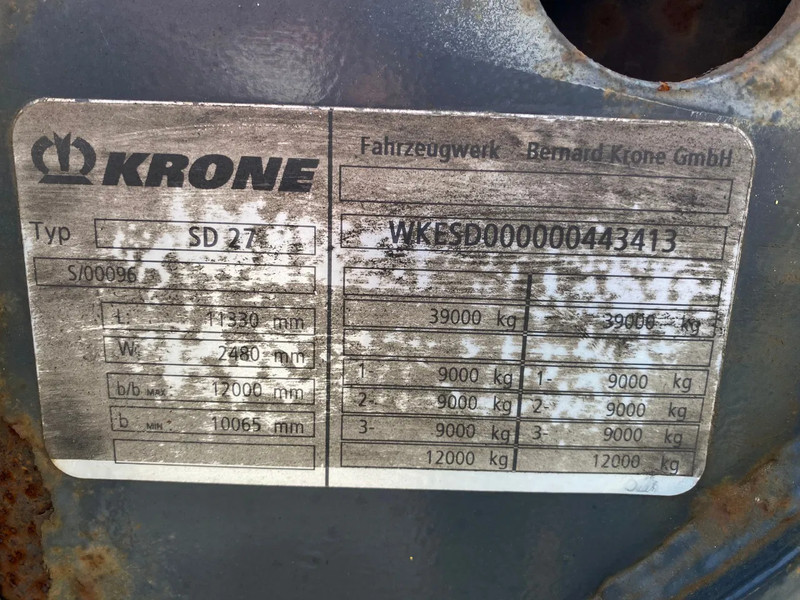 KRONE
Fahrzeugwerk Bernard Krone GmbH
Typ SD 27
WKESD000000443413
S/00096
L: 11330 mm
W: 2480 mm
b/b MAX: 12000 mm
b MIN: 10065 mm
39000 kg 39000 kg
1- 9000 kg 1- 9000 kg
2- 9000 kg 2- 9000 kg
3- 9000 kg 3- 9000 kg
12000 kg 12000 kg